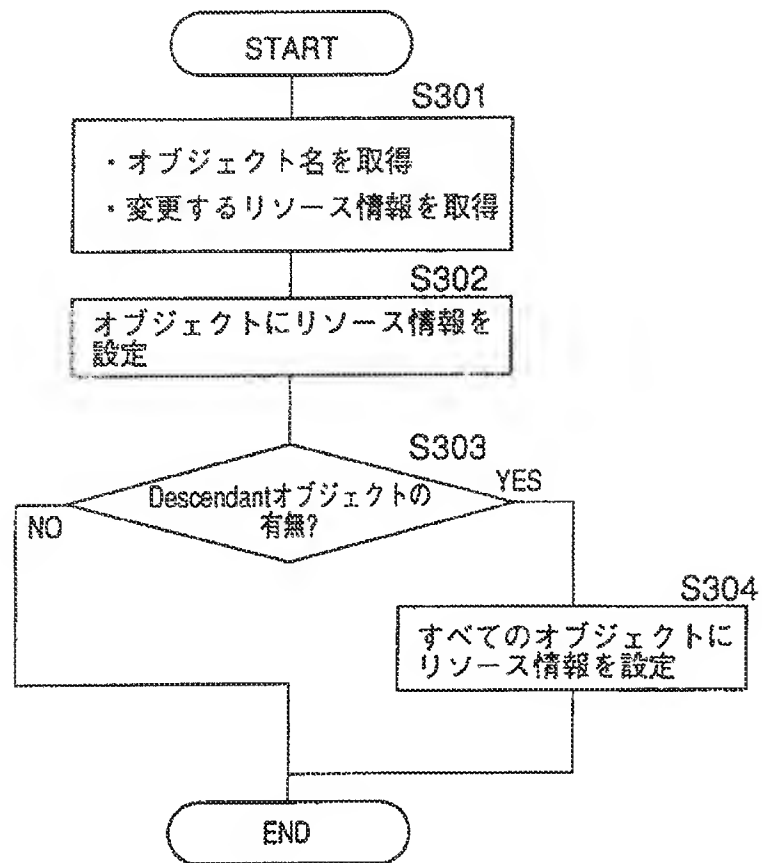 START
S301
・オブジェクト名を取得
・変更するリソース情報を取得
S302
オブジェクトにリソース情報を
設定
S303
Descendantオブジェクトの
有無?
NO
YES
S304
すべてのオブジェクトに
リソース情報を設定
END